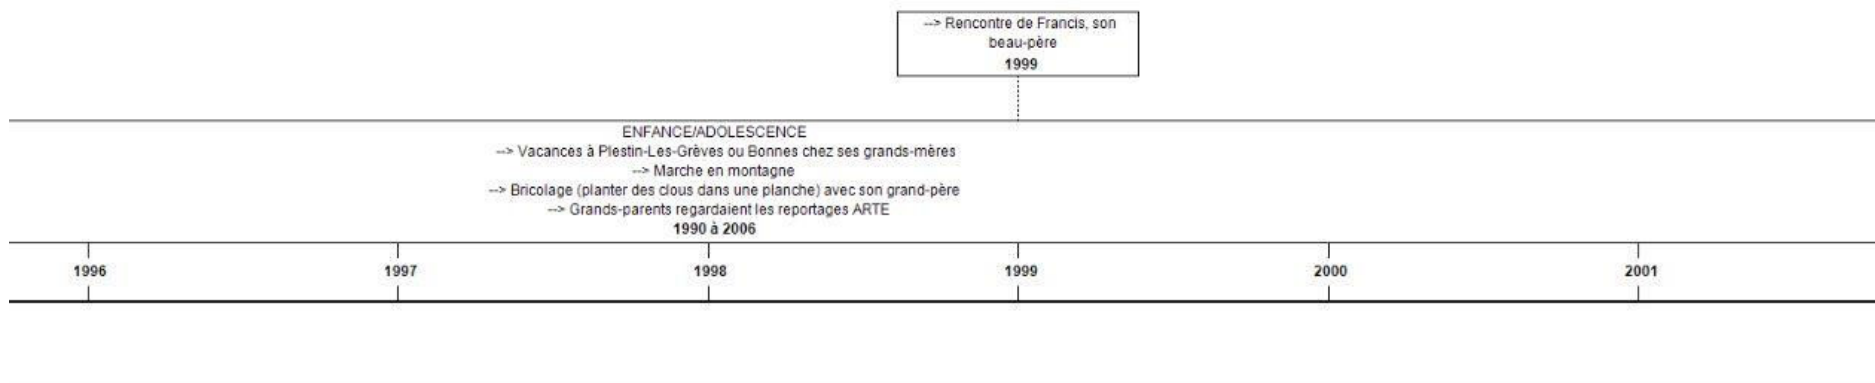 --> Rencontre de Francis, son
beau-père
1999
ENFANCE/ADOLESCENCE
--> Vacances à Plestin-Les-Grèves ou Bonnes chez ses grands-mères
--> Marche en montagne
--> Bricolage (planter des clous dans une planche) avec son grand-père
--> Grands-parents regardaient les reportages ARTE
1990 à 2006
1996 1997 1998 1999 2000 2001